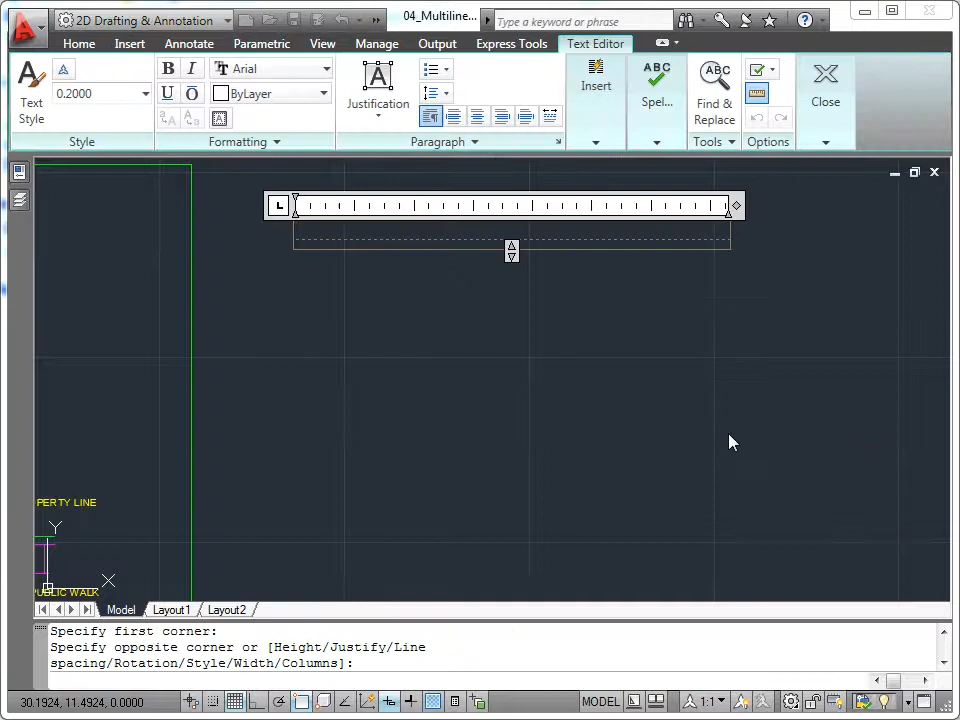 2D Drafting & Annotation
04_Multiline...
Type a keyword or phrase
Home
Insert
Annotate
Parametric
View
Manage
Output
Express Tools
Text Editor
A
Text
Style
0.2000
Style
B
I
Arial
U
O
ByLayer
Formatting
A
Justification
Paragraph
Insert
ABC
Spel...
ABC
Find &
Replace
Tools
Options
Close
L
PERTY LINE
Y
X
PUBLIC WALK
Model
Layout1
Layout2
Specify first corner:
Specify opposite corner or [Height/Justify/Line
spacing/Rotation/Style/Width/Columns]:
30.1924, 11.4924, 0.0000
MODEL
1:1